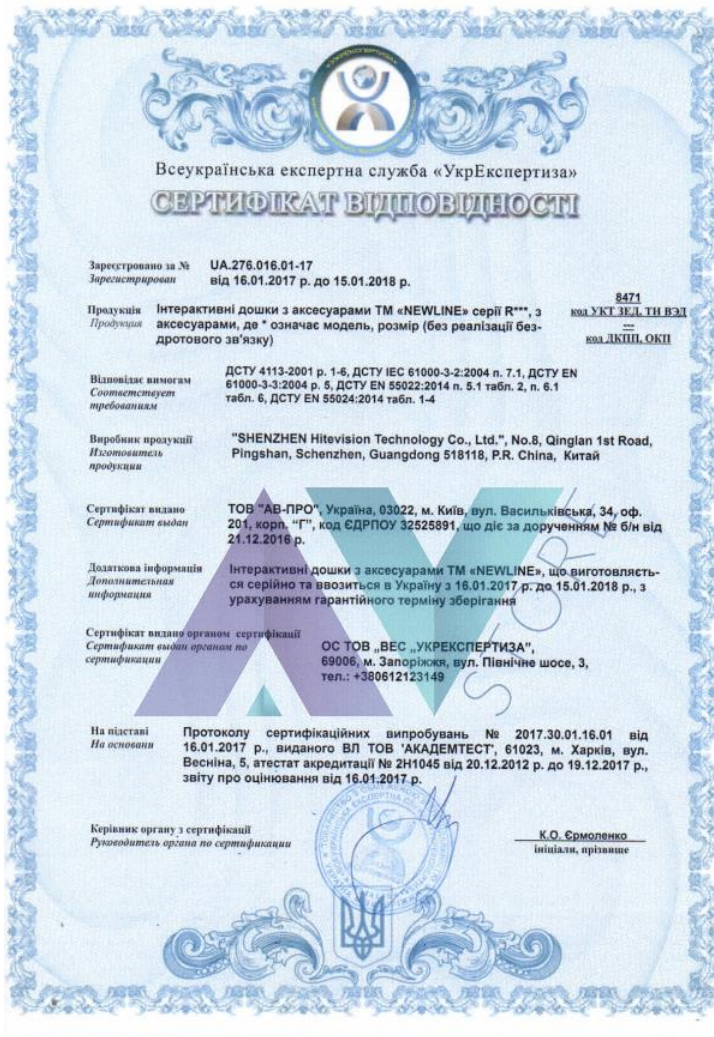 УКРЕКСПЕРТИЗА
Всеукраїнська експертна служба «УкрЕкспертиза»
СЕРТИФІКАТ ВІДПОВІДНОСТІ
Зареєстровано за № UA.276.016.01-17
Зарегистрирован від 16.01.2017 р. до 15.01.2018 р.
8471
Продукція Інтерактивні дошки з аксесуарами ТМ «NEWLINE» серії R***, з код УКТ ЗЕД, ТН ВЭД
Продукция аксесуарами, де * означає модель, розмір (без реалізації без-
---
дротового зв'язку) код ДКПП, ОКП
Відповідає вимогам ДСТУ 4113-2001 р. 1-6, ДСТУ IEC 61000-3-2:2004 п. 7.1, ДСТУ EN
Соответствует 61000-3-3:2004 р. 5, ДСТУ EN 55022:2014 п. 5.1 табл. 2, п. 6.1
требованиям табл. 6, ДСТУ EN 55024:2014 табл. 1-4
Виробник продукції "SHENZHEN Hitevision Technology Co., Ltd.", No.8, Qinglan 1st Road,
Изготовитель Pingshan, Schenzhen, Guangdong 518118, P.R. China, Китай
продукции
Сертифікат видано ТОВ "АВ-ПРО", Україна, 03022, м. Київ, вул. Васильківська, 34, оф.
Сертификат выдан 201, корп. “Г”, код ЄДРПОУ 32525891, що діє за дорученням № б/н від
21.12.2016 р.
Додаткова інформація Інтерактивні дошки з аксесуарами ТМ «NEWLINE», що виготовляєть-
Дополнительная ся серійно та ввозиться в Україну з 16.01.2017 р. до 15.01.2018 р., з
информация урахуванням гарантійного терміну зберігання
Сертифікат видано органом сертифікації
Сертификат выдан органом по ОС ТОВ „ВЕС „УКРЕКСПЕРТИЗА”,
сертификации 69006, м. Запоріжжя, вул. Північне шосе, 3,
тел.: +380612123149
AV STORE
На підставі Протоколу сертифікаційних випробувань № 2017.30.01.16.01 від
На основани 16.01.2017 р., виданого ВЛ ТОВ 'АКАДЕМТЕСТ', 61023, м. Харків, вул.
Весніна, 5, атестат акредитації № 2Н1045 від 20.12.2012 р. до 19.12.2017 р.,
звіту про оцінювання від 16.01.2017 р.
Керівник органу з сертифікації К.О. Єрмоленко
Руководитель органа по сертификации ініціали, прізвище